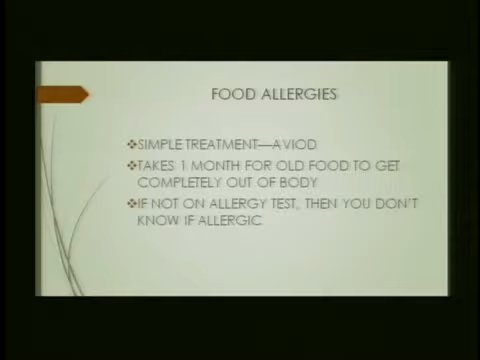 FOOD ALLERGIES
❖SIMPLE TREATMENT—AVIOD
❖TAKES 1 MONTH FOR OLD FOOD TO GET
COMPLETELY OUT OF BODY
❖IF NOT ON ALLERGY TEST, THEN YOU DON'T
KNOW IF ALLERGIC